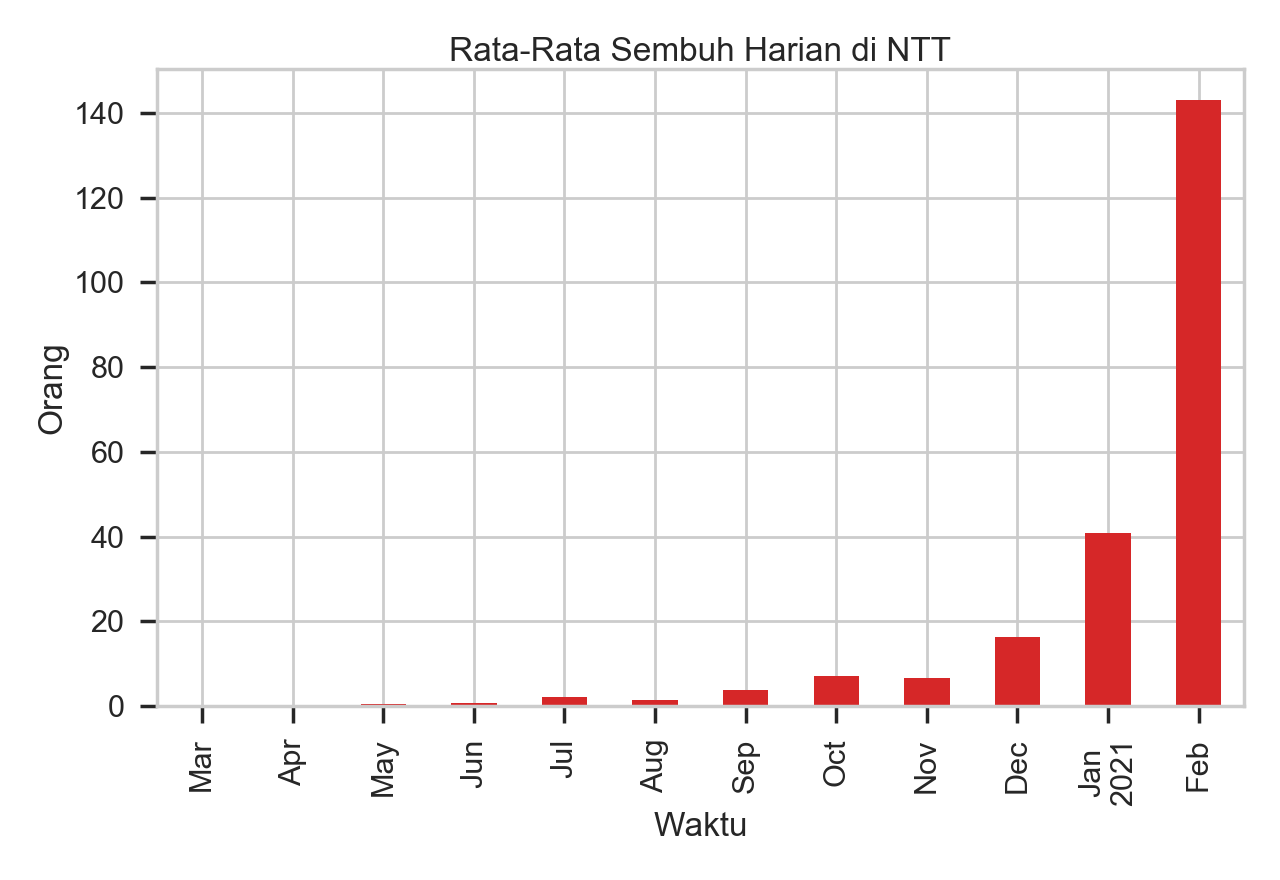 Rata-Rata Sembuh Harian di NTT
140
120
100
80
60
40
20
0
Orang
Mar
Apr
May
Jun
Jul
Aug
Sep
Oct
Nov
Dec
Jan
2021
Feb
Waktu